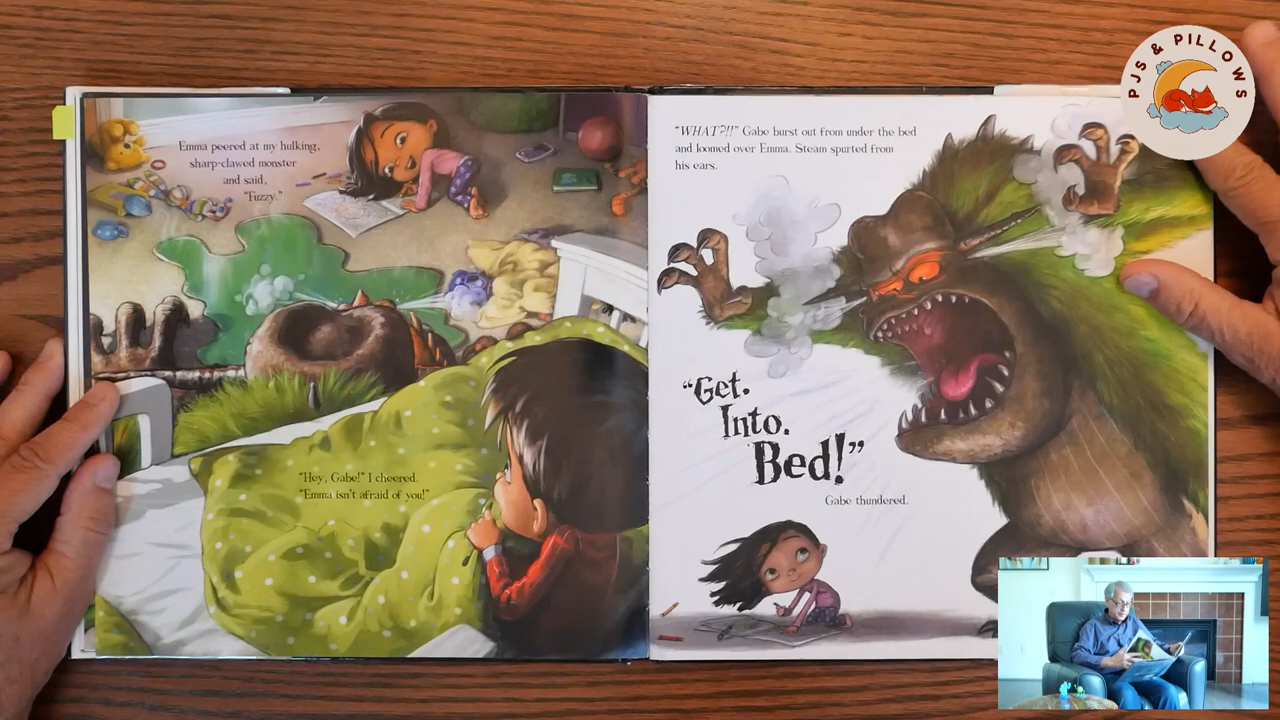 Emma peered at my hulking,
sharp-clawed monster
and said,
"Fuzzy."
"Hey, Gabe!" I cheered.
"Emma isn't afraid of you!"
"WHAT?!!" Gabe burst out from under the bed
and loomed over Emma. Steam spurted from
his ears.
"Get.
Into.
Bed!"
Gabe thundered.
PJS & PILLOWS